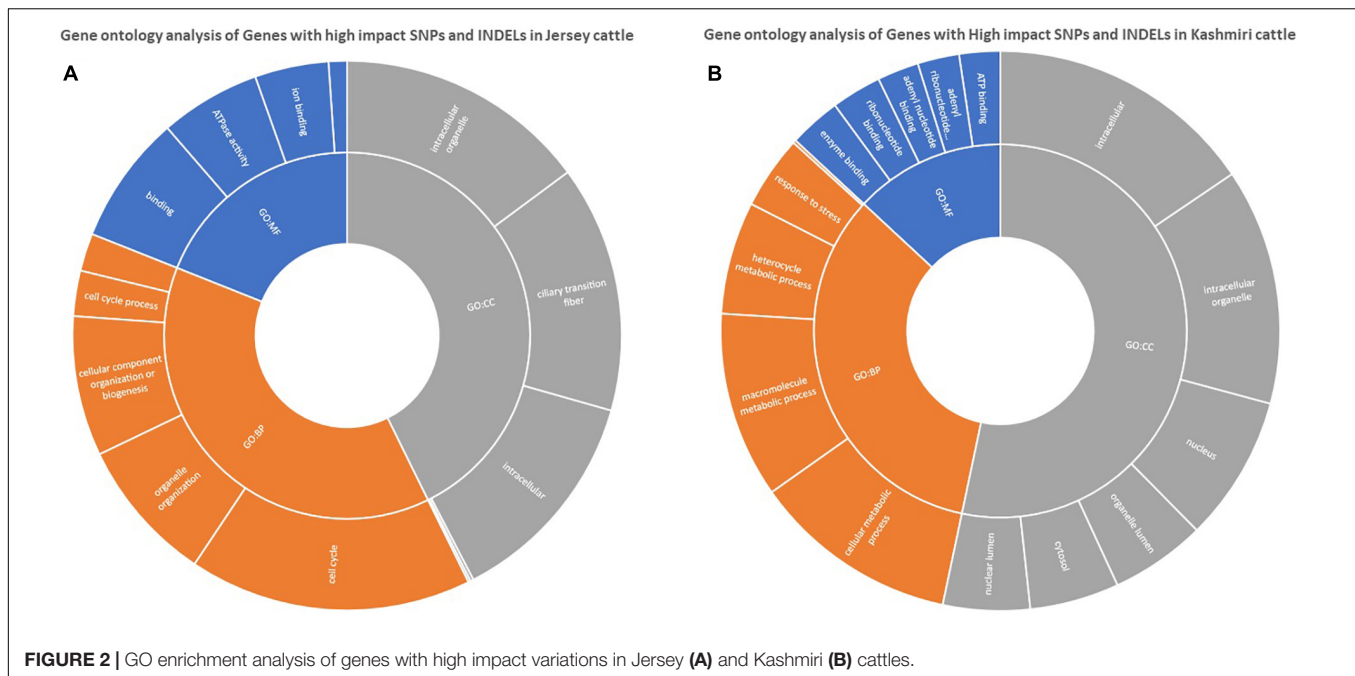 Gene ontology analysis of Genes with high impact SNPs and INDELs in Jersey cattle
A
intracellular
organelle
ciliary transition
fiber
intracellular
GO:CC
cell cycle
organelle
organization
cellular component
organization or
biogenesis
cell cycle process
GO:BP
binding
ATPase activity
ion binding
GO:MF
Gene ontology analysis of Genes with High impact SNPs and INDELs in Kashmiri cattle
B
intracellular
intracellular
organelle
nucleus
organelle lumen
cytosol
nuclear lumen
GO:CC
cellular metabolic
process
macromolecule
metabolic process
heterocycle
metabolic process
response to stress
GO:BP
enzyme binding
ribonucleotide
binding
adenyl nucleotide
binding
adenyl
ribonucleotide...
ATP binding
GO:MF
FIGURE 2 | GO enrichment analysis of genes with high impact variations in Jersey (A) and Kashmiri (B) cattles.